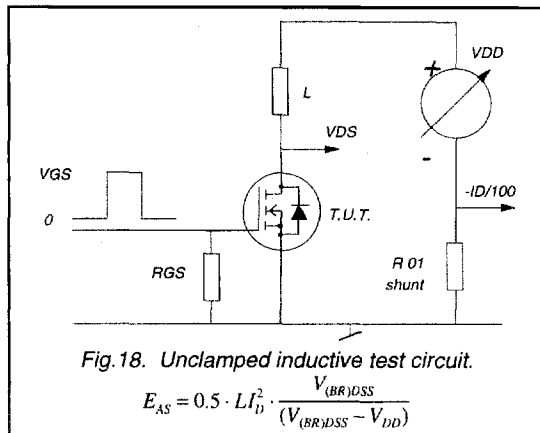 VDD
+
L
VDS
-
VGS
-ID/100
0
T.U.T.
RGS
R 01
shunt
Fig.18. Unclamped inductive test circuit.
E_AS = 0.5 · LI_D^2 · V_(BR)DSS / (V_(BR)DSS − V_DD)